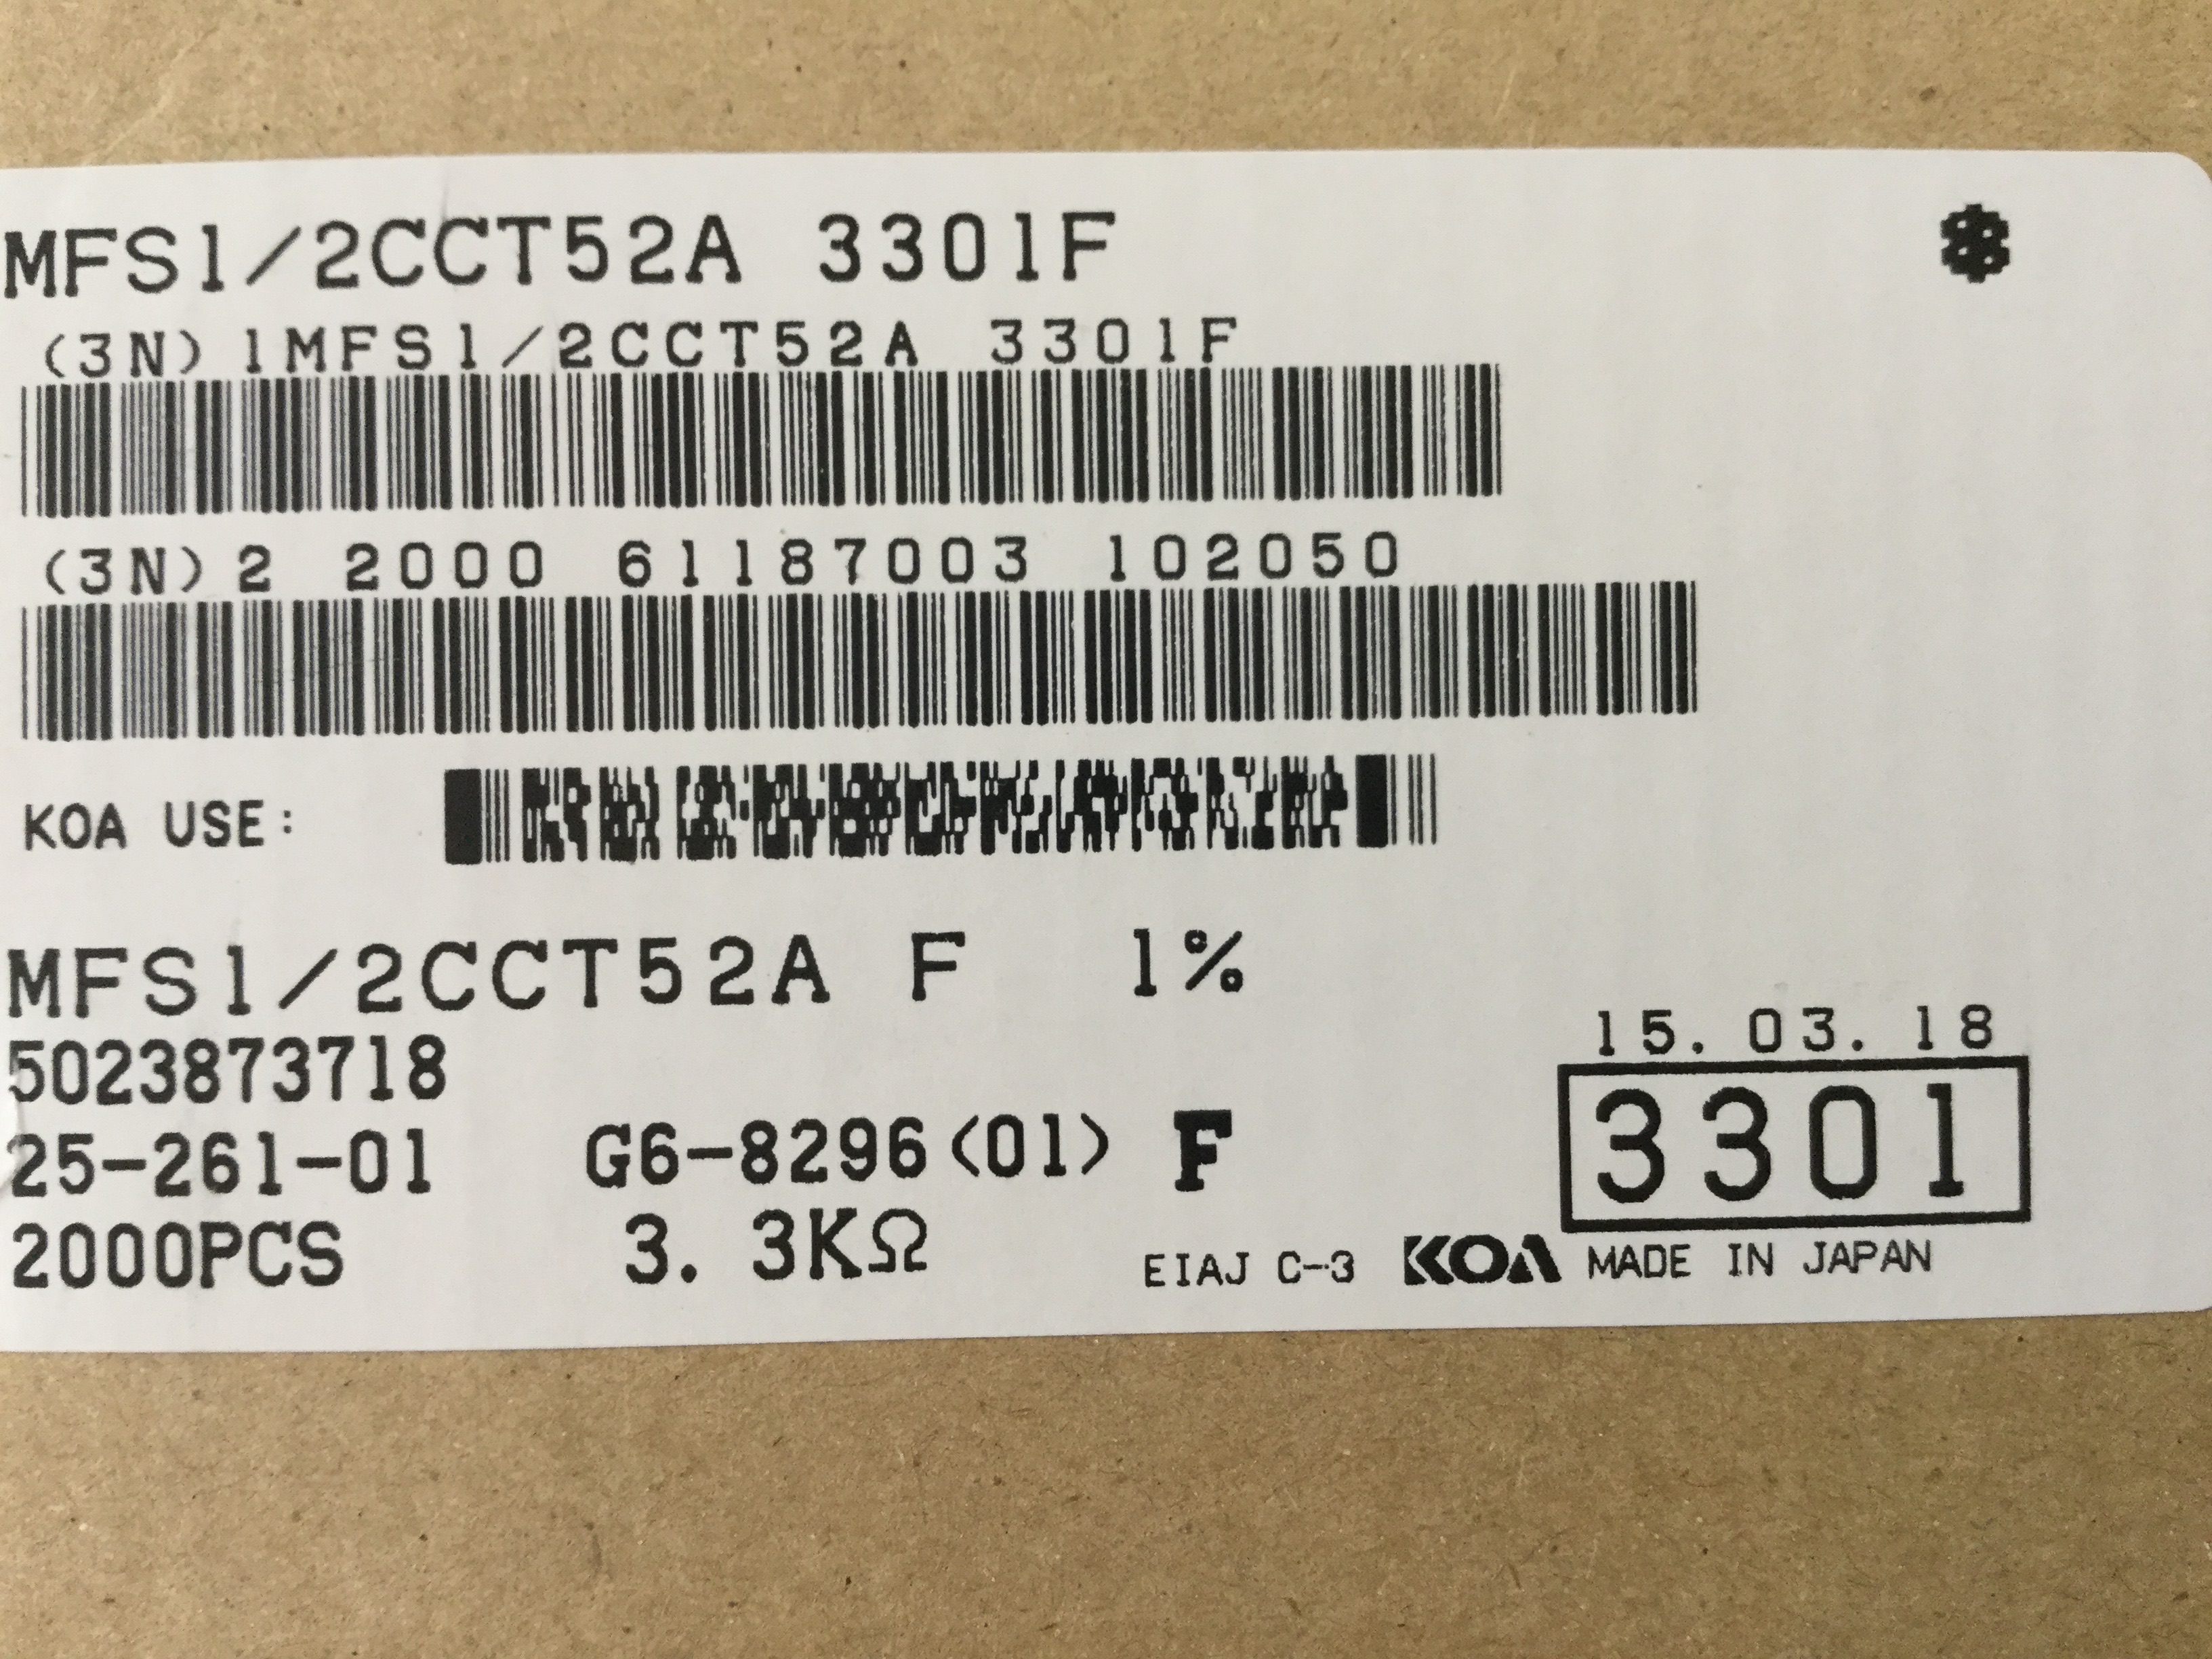 MFS1/2CCT52A 3301F
(3N)1MFS1/2CCT52A 3301F
(3N)2 2000 61187003 102050
KOA USE:
MFS1/2CCT52A F 1%
5023873718
15.03.18
25-261-01 G6-8296<01> F 3301
2000PCS 3.3KΩ EIAJ C-3 KOA MADE IN JAPAN